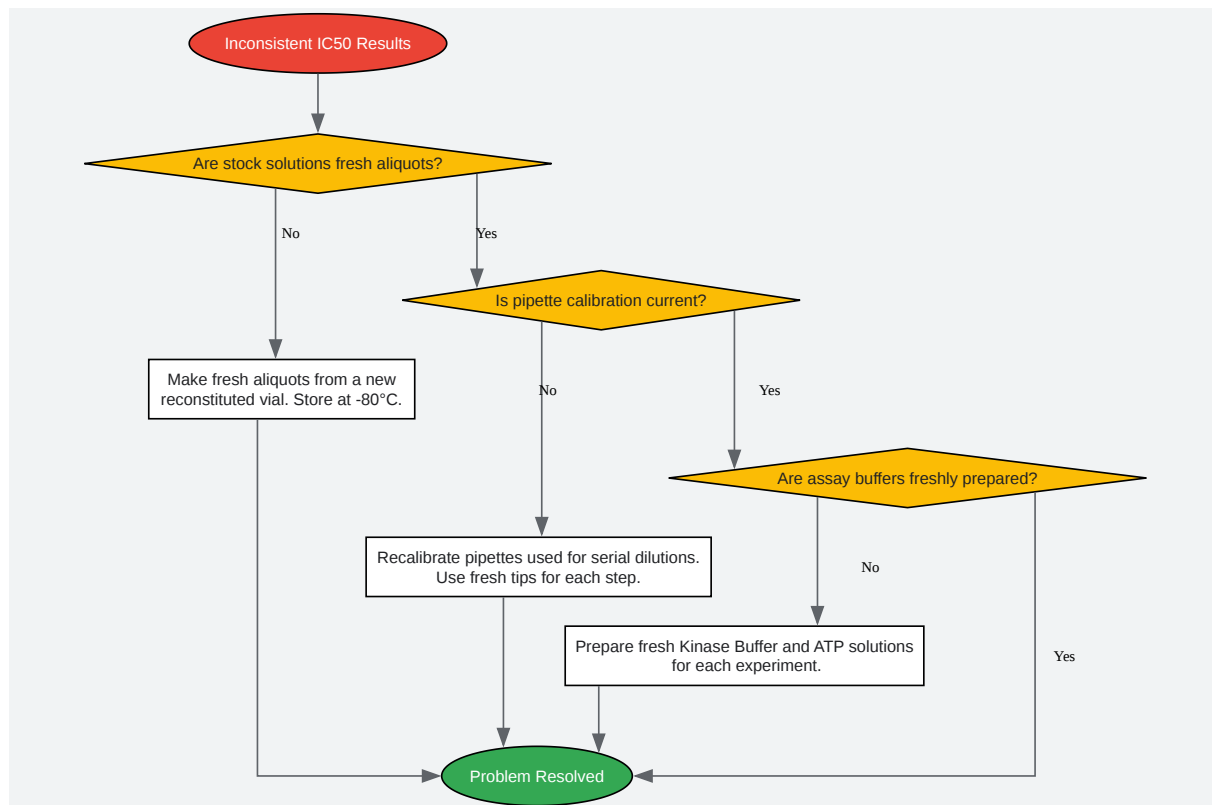 Inconsistent IC50 Results
Are stock solutions fresh aliquots?
No
Yes
Is pipette calibration current?
Make fresh aliquots from a new
reconstituted vial. Store at -80°C.
No
Yes
Are assay buffers freshly prepared?
Recalibrate pipettes used for serial dilutions.
Use fresh tips for each step.
No
Prepare fresh Kinase Buffer and ATP solutions
for each experiment.
Yes
Problem Resolved